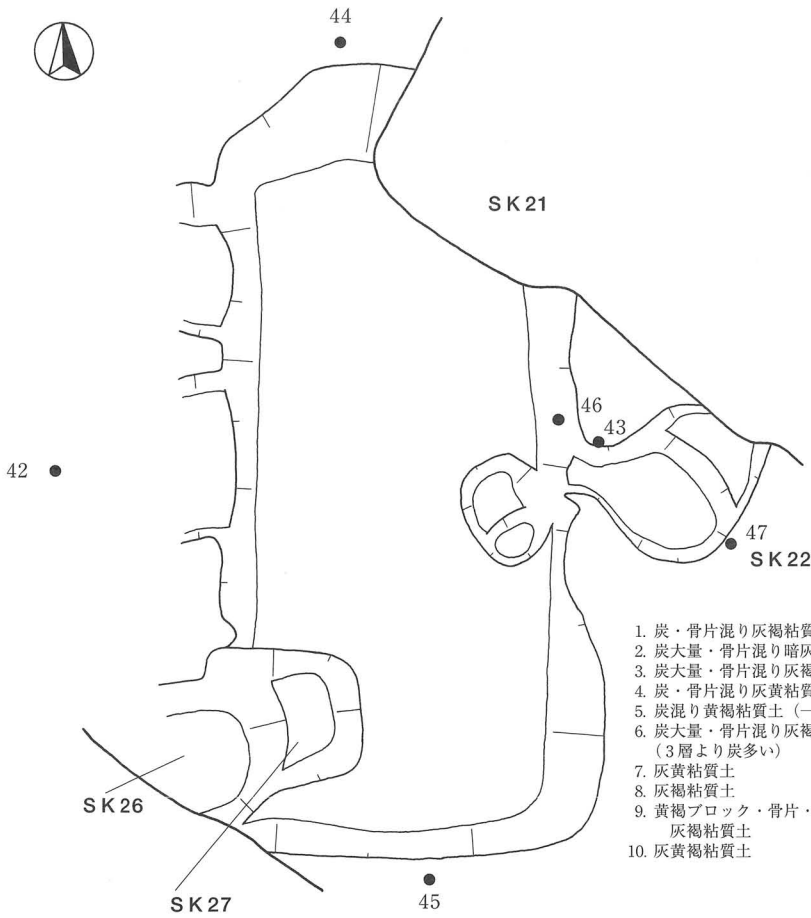 44
SK21
46
43
42
47
SK22
1. 炭・骨片混り灰褐粘質
2. 炭大量・骨片混り暗灰
3. 炭大量・骨片混り灰褐
4. 炭・骨片混り灰黄粘質
5. 炭混り黄褐粘質土（一
6. 炭大量・骨片混り灰褐
（3層より炭多い）
7. 灰黄粘質土
8. 灰褐粘質土
9. 黄褐ブロック・骨片・
灰褐粘質土
10. 灰黄褐粘質土
SK26
SK27
45